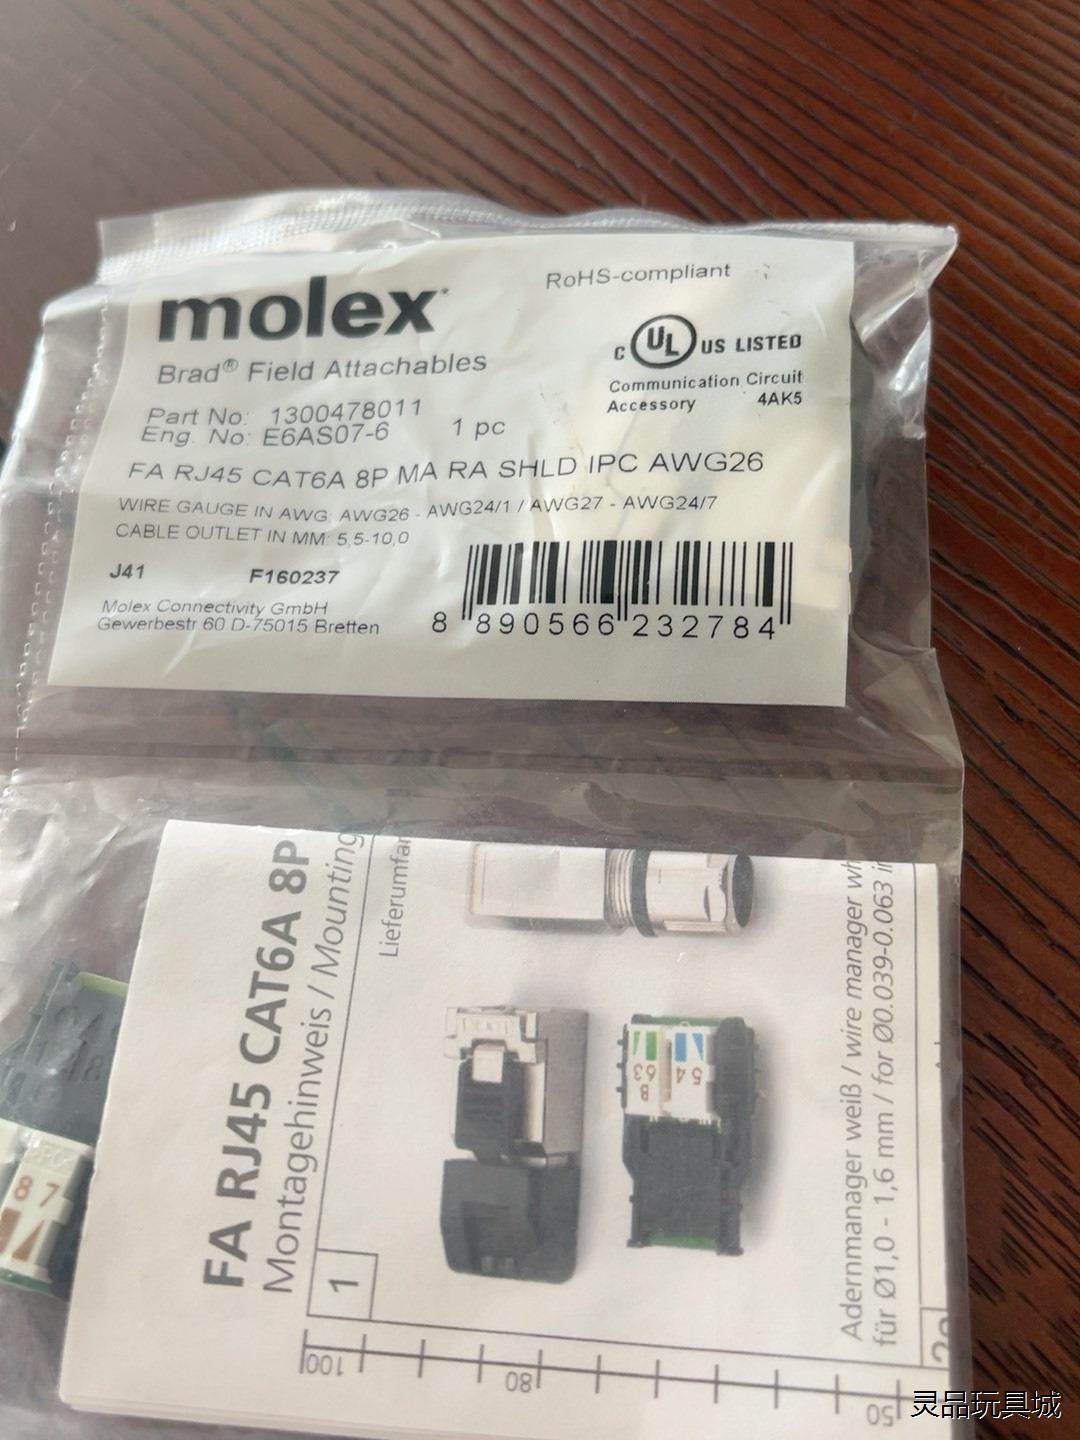 molex
RoHS-compliant
Brad® Field Attachables
C UL US LISTED
Communication Circuit
Accessory 4AK5
Part No: 1300478011
Eng. No: E6AS07-6 1 pc
FA RJ45 CAT6A 8P MA RA SHLD IPC AWG26
WIRE GAUGE IN AWG: AWG26 - AWG24/1 / AWG27 - AWG24/7
CABLE OUTLET IN MM: 5,5-10,0
J41 F160237
Molex Connectivity GmbH
Gewerbestr 60 D-75015 Bretten
8 890566 232784
FA RJ45 CAT6A 8P
Montagehinweis / Mounting
Lieferumfan
1
B
63
54
8 7
Adernmanager weiß / wire manager wh
für Ø1,0 - 1,6 mm / for Ø0.039-0.063 in
100
80
50
灵品玩具城